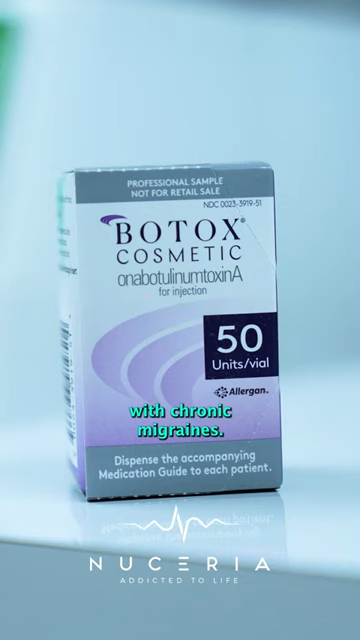 PROFESSIONAL SAMPLE
NOT FOR RETAIL SALE
NDC 0023-3919-51
BOTOX®
COSMETIC
onabotulinumtoxinA
for injection
50
Units/vial
Allergan.
with chronic
migraines.
Dispense the accompanying
Medication Guide to each patient.
NUCERIA
ADDICTED TO LIFE